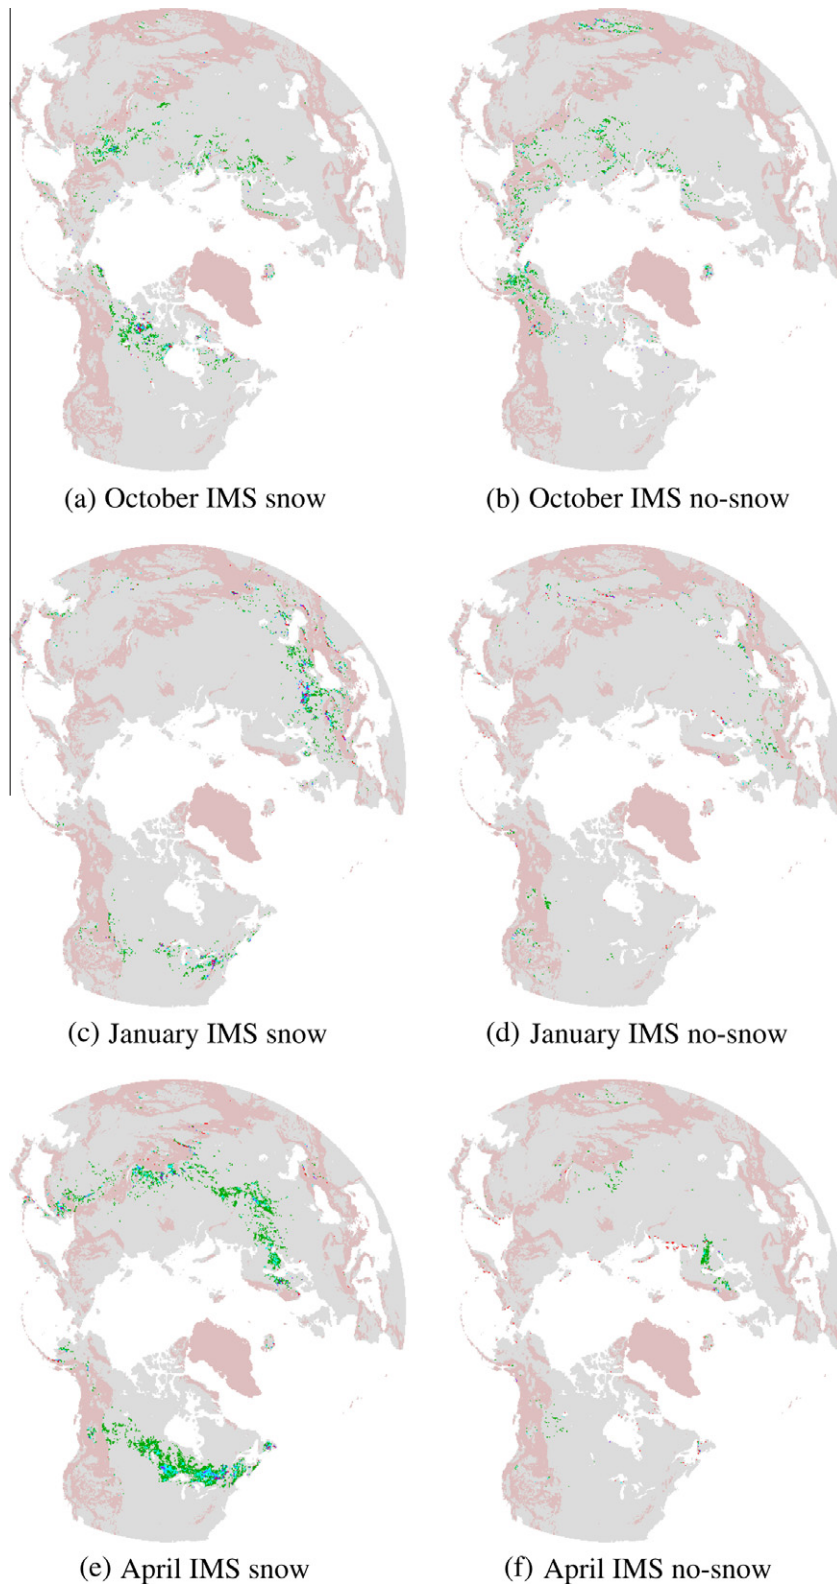 (a) October IMS snow
(b) October IMS no-snow
(c) January IMS snow
(d) January IMS no-snow
(e) April IMS snow
(f) April IMS no-snow